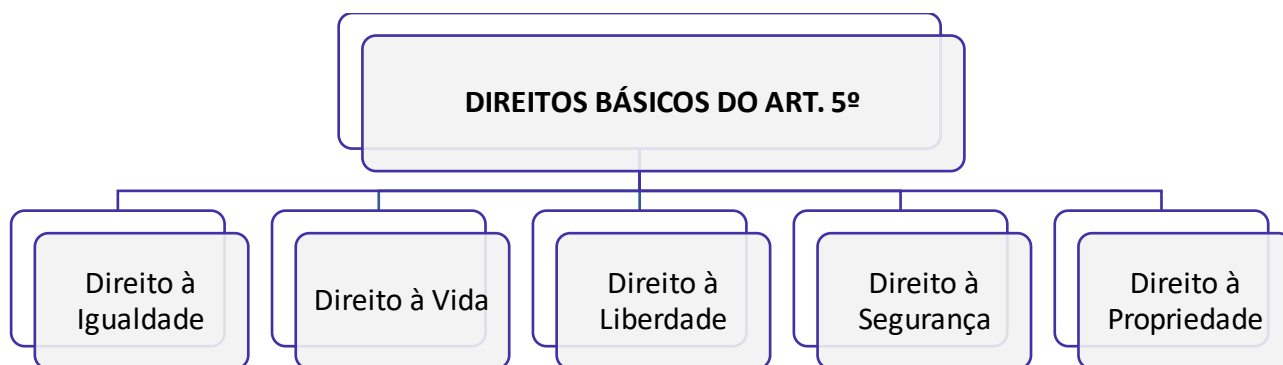 DIREITOS BÁSICOS DO ART. 5º
Direito à
Igualdade
Direito à Vida
Direito à
Liberdade
Direito à
Segurança
Direito à
Propriedade